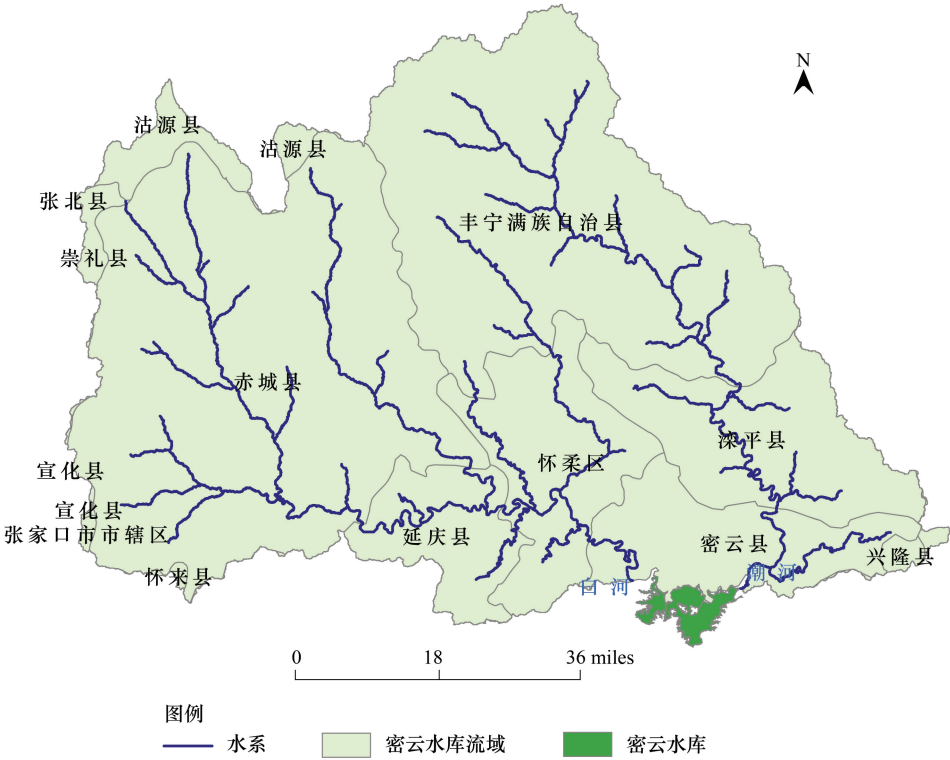 N
沽源县
沽源县
张北县
丰宁满族自治县
崇礼县
赤城县
滦平县
怀柔区
宣化县
宣化县
张家口市市辖区
延庆县
密云县
兴隆县
怀来县
潮 河
白 河
0 18 36 miles
图例
水系
密云水库流域
密云水库